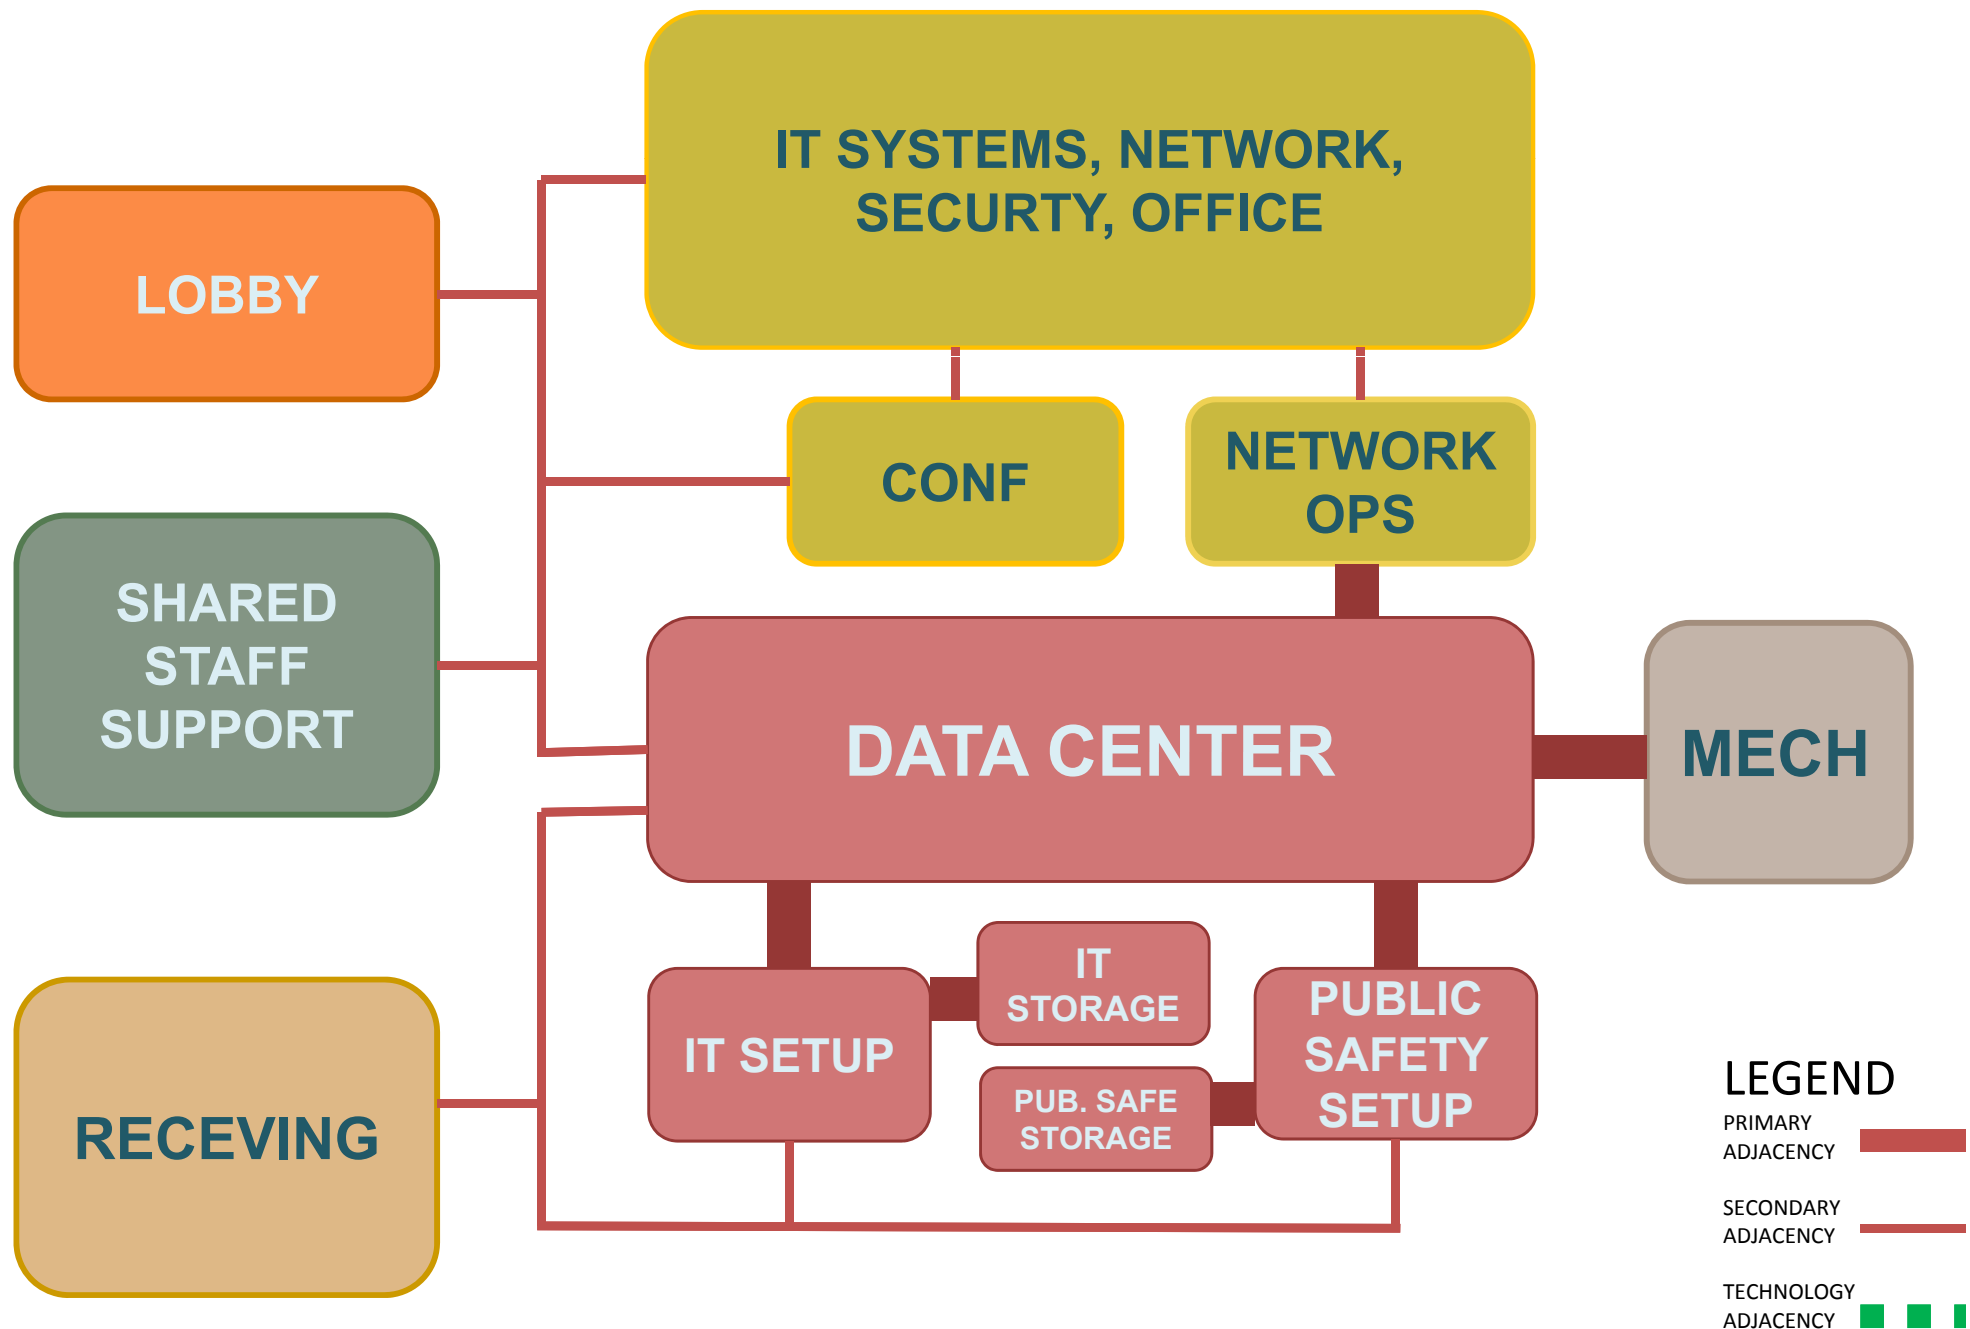 IT SYSTEMS, NETWORK,
SECURTY, OFFICE
LOBBY
CONF
NETWORK
OPS
SHARED
STAFF
SUPPORT
DATA CENTER
MECH
IT
STORAGE
IT SETUP
PUBLIC
SAFETY
SETUP
PUB. SAFE
STORAGE
RECEVING
LEGEND
PRIMARY
ADJACENCY
SECONDARY
ADJACENCY
TECHNOLOGY
ADJACENCY